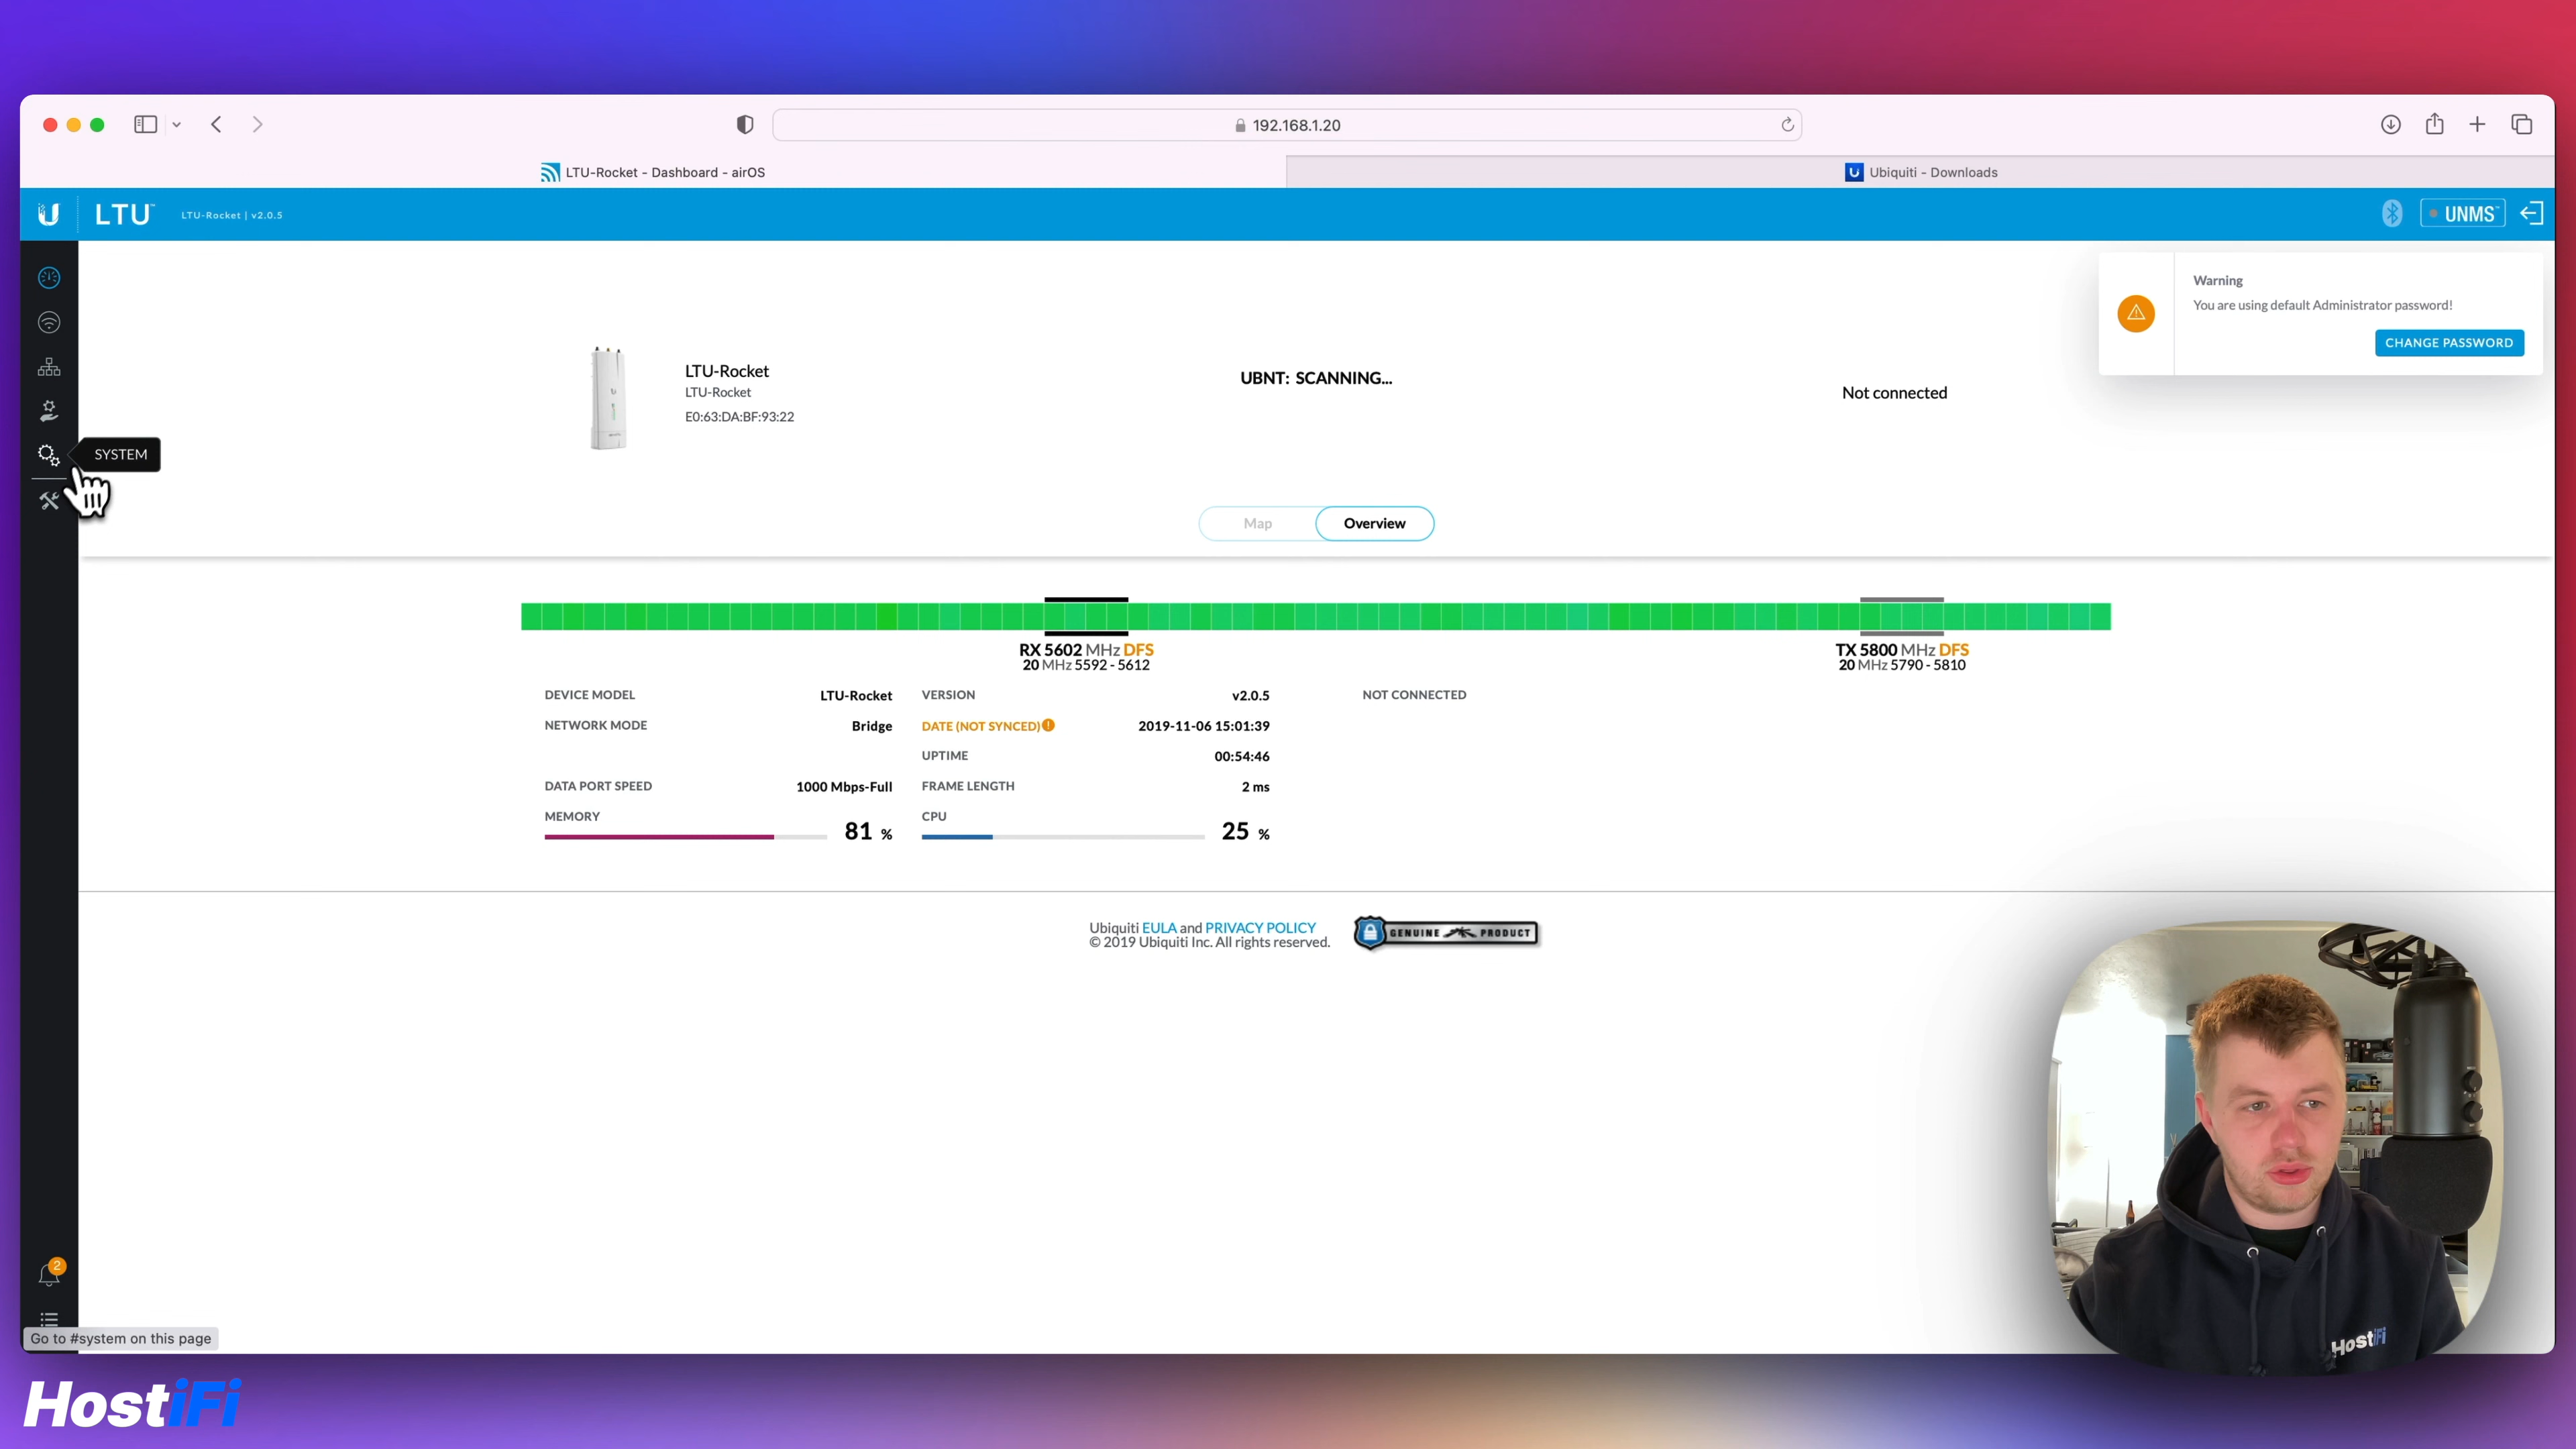 192.168.1.20
LTU-Rocket - Dashboard - airOS
Ubiquiti - Downloads
LTU™
LTU-Rocket | v2.0.5
UNMS™
Warning
You are using default Administrator password!
CHANGE PASSWORD
LTU-Rocket
LTU-Rocket
E0:63:DA:BF:93:22
UBNT: SCANNING...
Not connected
SYSTEM
Map
Overview
RX 5602 MHz DFS
20 MHz 5592 - 5612
TX 5800 MHz DFS
20 MHz 5790 - 5810
DEVICE MODEL LTU-Rocket VERSION v2.0.5 NOT CONNECTED
NETWORK MODE Bridge DATE (NOT SYNCED) 2019-11-06 15:01:39
UPTIME 00:54:46
DATA PORT SPEED 1000 Mbps-Full FRAME LENGTH 2 ms
MEMORY 81 % CPU 25 %
Ubiquiti EULA and PRIVACY POLICY
© 2019 Ubiquiti Inc. All rights reserved.
GENUINE PRODUCT
2
Go to #system on this page
HostiFi
HostiFi